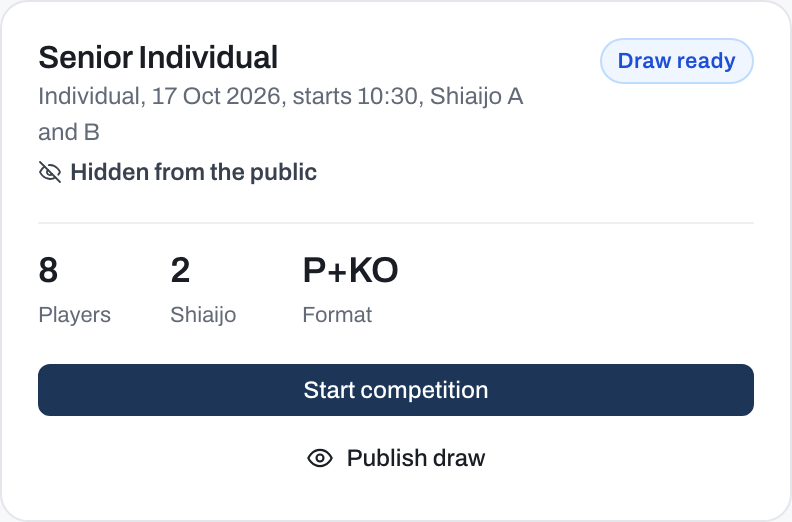 Senior Individual
Draw ready
Individual, 17 Oct 2026, starts 10:30, Shiaijo A
and B
Hidden from the public
8
2
P+KO
Players
Shiaijo
Format
Start competition
Publish draw